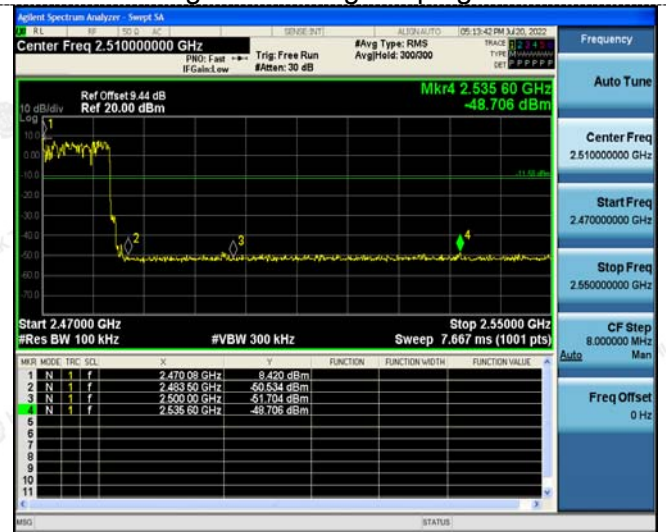 Agilent Spectrum Analyzer - Swept SA
RL RF 50 Ω AC SENSE:INT ALIGNAUTO 05:13:42 PM Jul 20, 2022
Center Freq 2.510000000 GHz
PNO: Fast
IFGain:Low
Trig: Free Run
#Atten: 30 dB
#Avg Type: RMS
Avg|Hold: 300/300
TRACE 1 2 3 4 5 6
TYPE
DET P P P P P P
Frequency
Ref Offset 9.44 dB
Ref 20.00 dBm
10 dB/div
Log
Mkr4 2.535 60 GHz
-48.706 dBm
10.0
0.00
-10.0
-20.0
-30.0
-40.0
-50.0
-60.0
-70.0
1
2
3
4
Start 2.47000 GHz
Stop 2.55000 GHz
#Res BW 100 kHz
#VBW 300 kHz
Sweep 7.667 ms (1001 pts)
MKR MODE TRC SCL X Y FUNCTION FUNCTION WIDTH FUNCTION VALUE
1 N 1 f 2.470 08 GHz 8.420 dBm
2 N 1 f 2.483 50 GHz -50.534 dBm
3 N 1 f 2.500 00 GHz -51.704 dBm
4 N 1 f 2.535 60 GHz -48.706 dBm
5
6
7
8
9
10
11
MSG
STATUS
Auto Tune
Center Freq
2.510000000 GHz
Start Freq
2.470000000 GHz
Stop Freq
2.550000000 GHz
CF Step
8.000000 MHz
Auto Man
Freq Offset
0 Hz